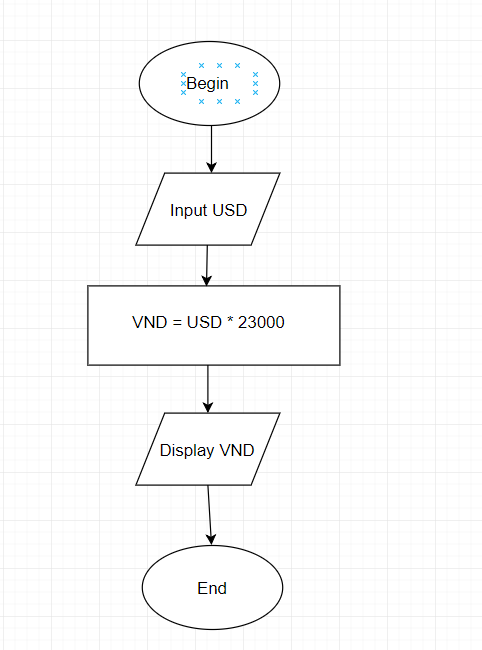 Begin
Input USD
VND = USD * 23000
Display VND
End